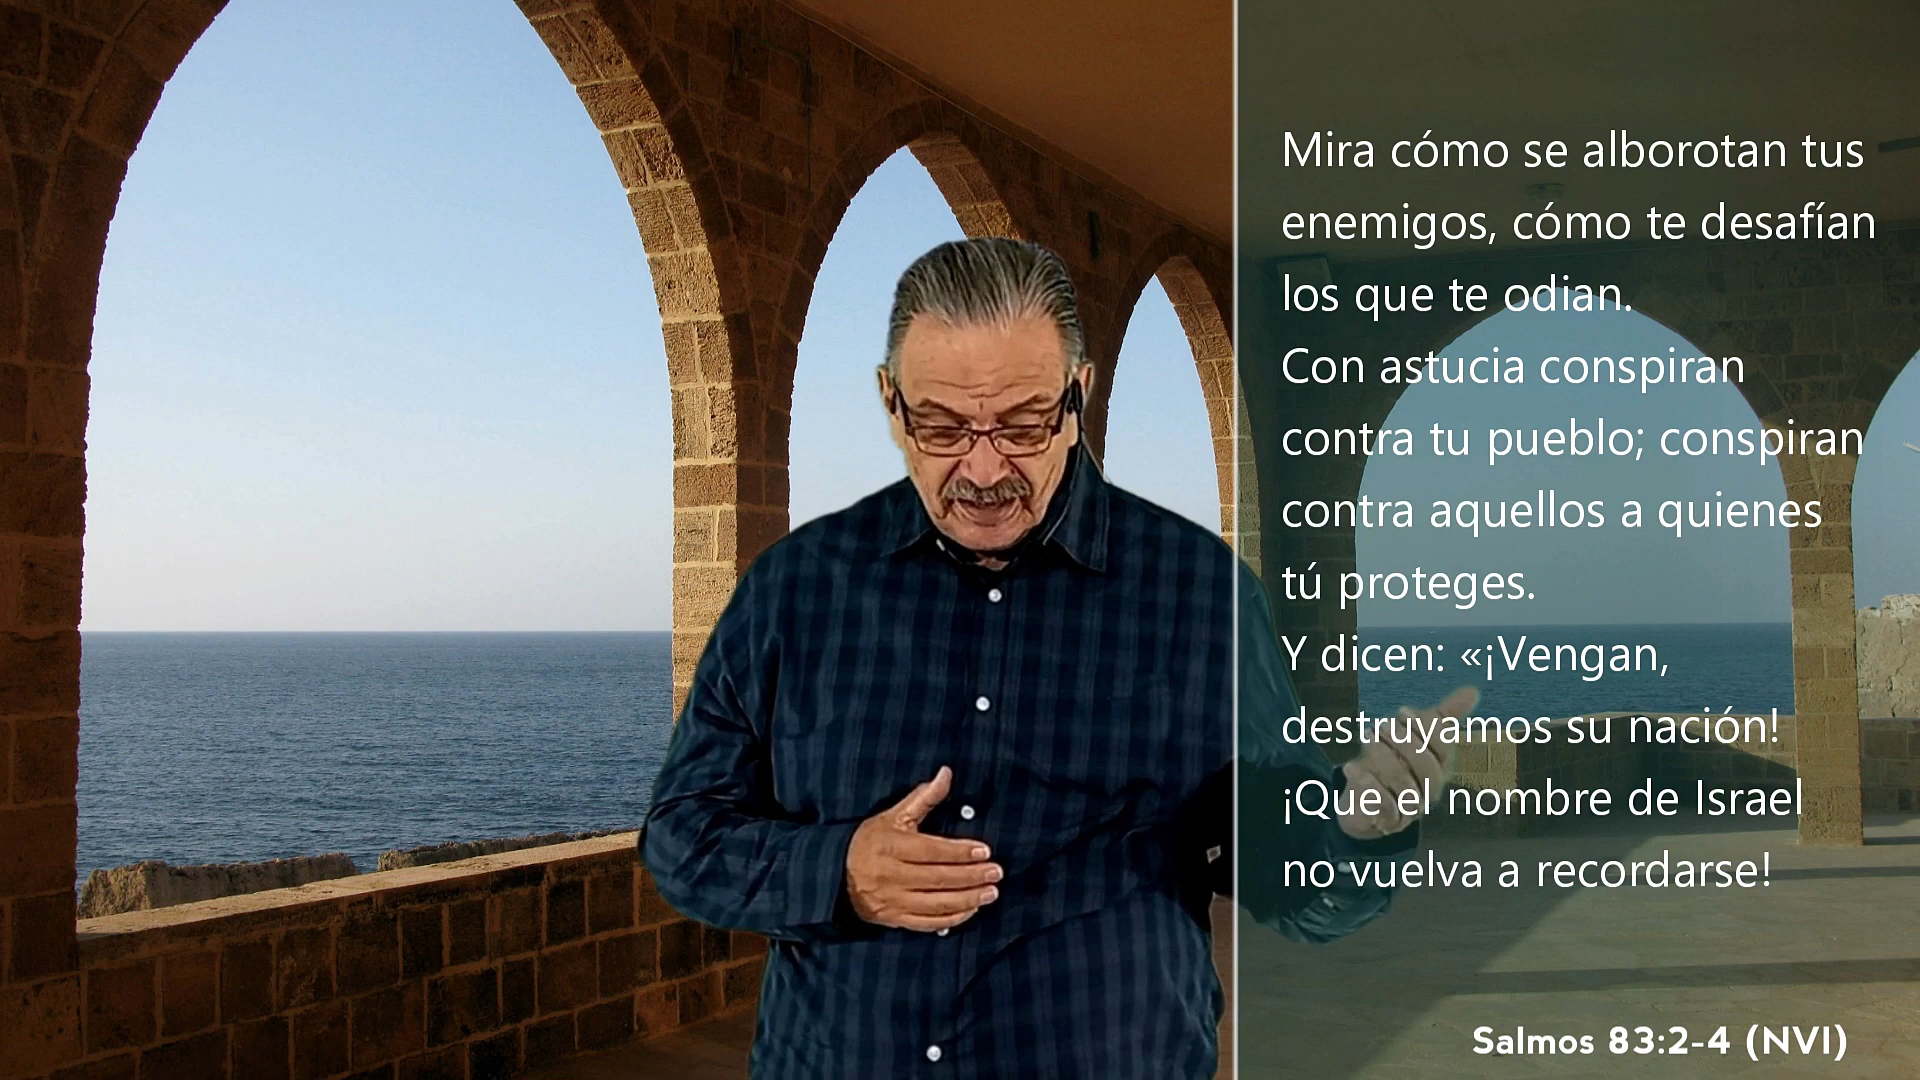 Mira cómo se alborotan tus
enemigos, cómo te desafían
los que te odian.
Con astucia conspiran
contra tu pueblo; conspiran
contra aquellos a quienes
tú proteges.
Y dicen: «¡Vengan,
destruyamos su nación!
¡Que el nombre de Israel
no vuelva a recordarse!
Salmos 83:2-4 (NVI)